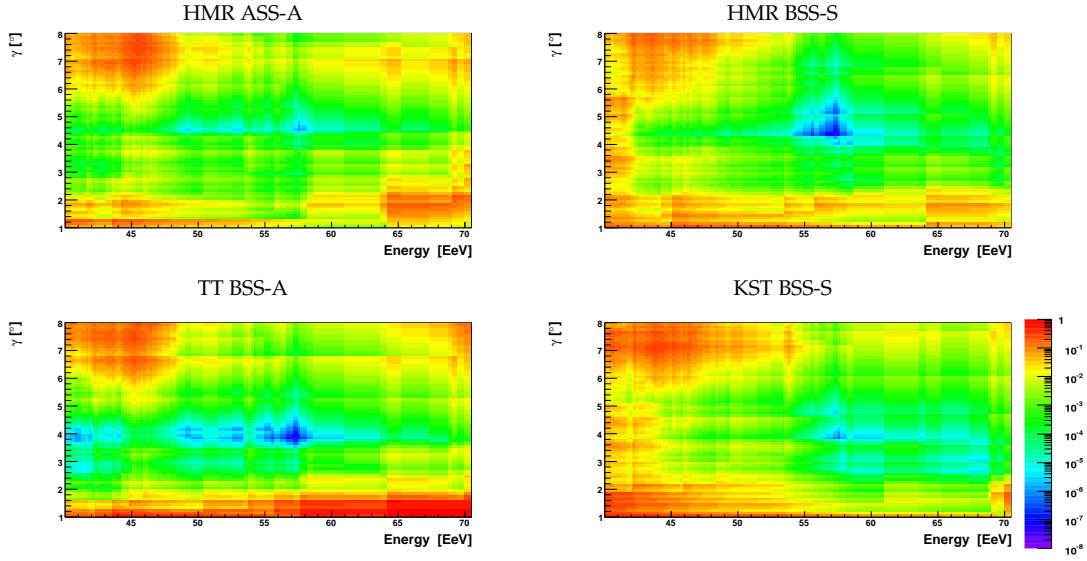 HMR ASS-A
HMR BSS-S
γ [°]
8
7
6
5
4
3
2
1
45 50 55 60 65 70
Energy [EeV]
γ [°]
8
7
6
5
4
3
2
1
45 50 55 60 65 70
Energy [EeV]
TT BSS-A
KST BSS-S
γ [°]
8
7
6
5
4
3
2
1
45 50 55 60 65 70
Energy [EeV]
γ [°]
8
7
6
5
4
3
2
1
45 50 55 60 65 70
Energy [EeV]
1
10⁻¹
10⁻²
10⁻³
10⁻⁴
10⁻⁵
10⁻⁶
10⁻⁷
10⁻⁸